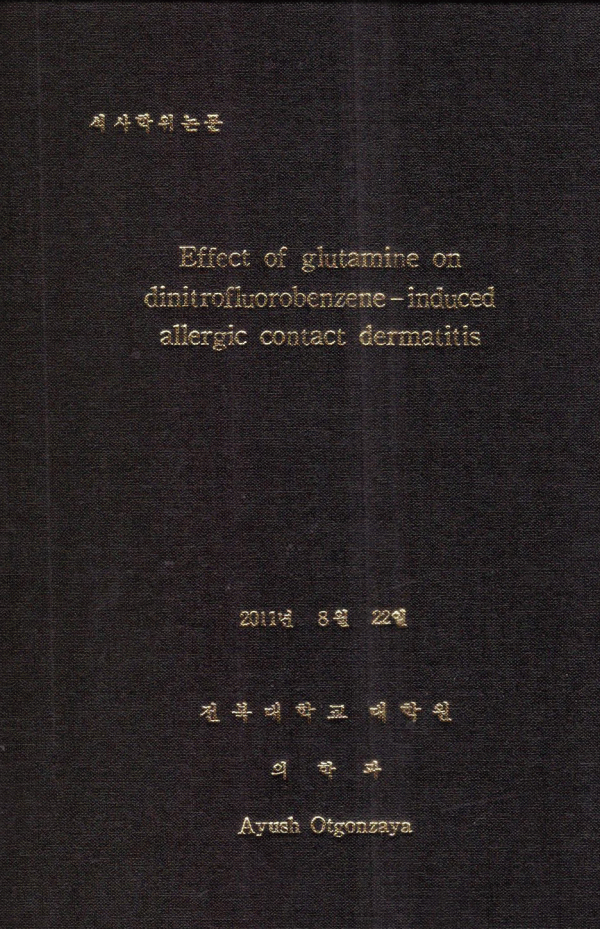 석사학위논문
Effect of glutamine on
dinitrofluorobenzene-induced
allergic contact dermatitis
2011년 8월 22일
전북대학교 대학원
의학과
Ayush Otgonzaya